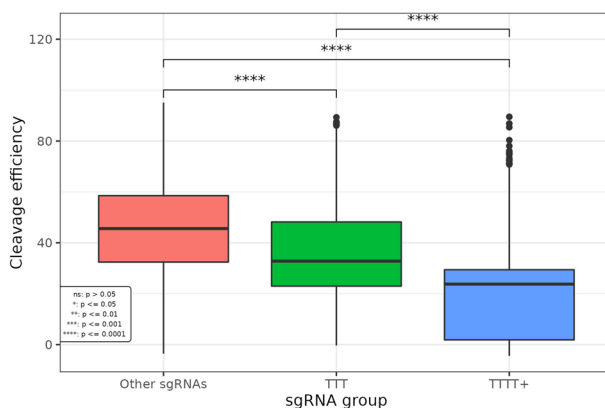 ****
120
****
****
80
Cleavage efficiency
40
ns: p > 0.05
*: p <= 0.05
**: p <= 0.01
***: p <= 0.001
****: p <= 0.0001
0
Other sgRNAs TTT TTTT+
sgRNA group